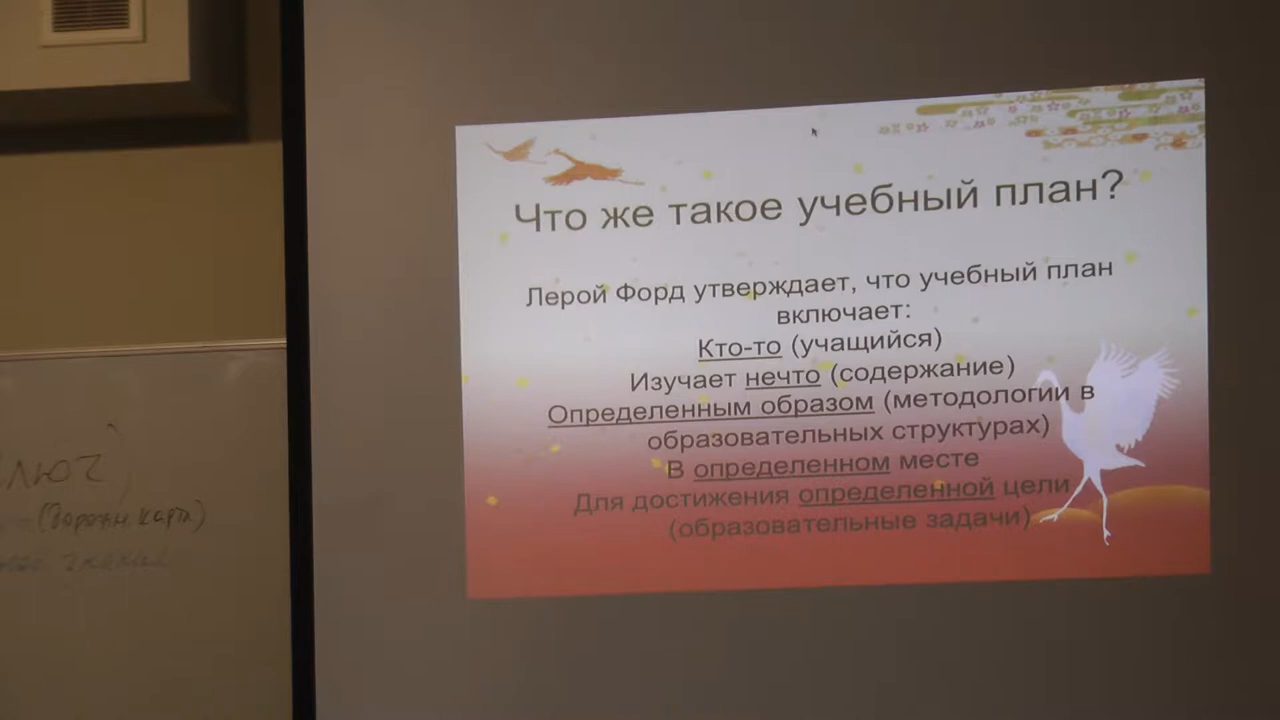 Что же такое учебный план?
Лерой Форд утверждает, что учебный план
включает:
Кто-то (учащийся)
Изучает нечто (содержание)
Определенным образом (методологии в
образовательных структурах)
В определенном месте
Для достижения определенной цели
(образовательные задачи)